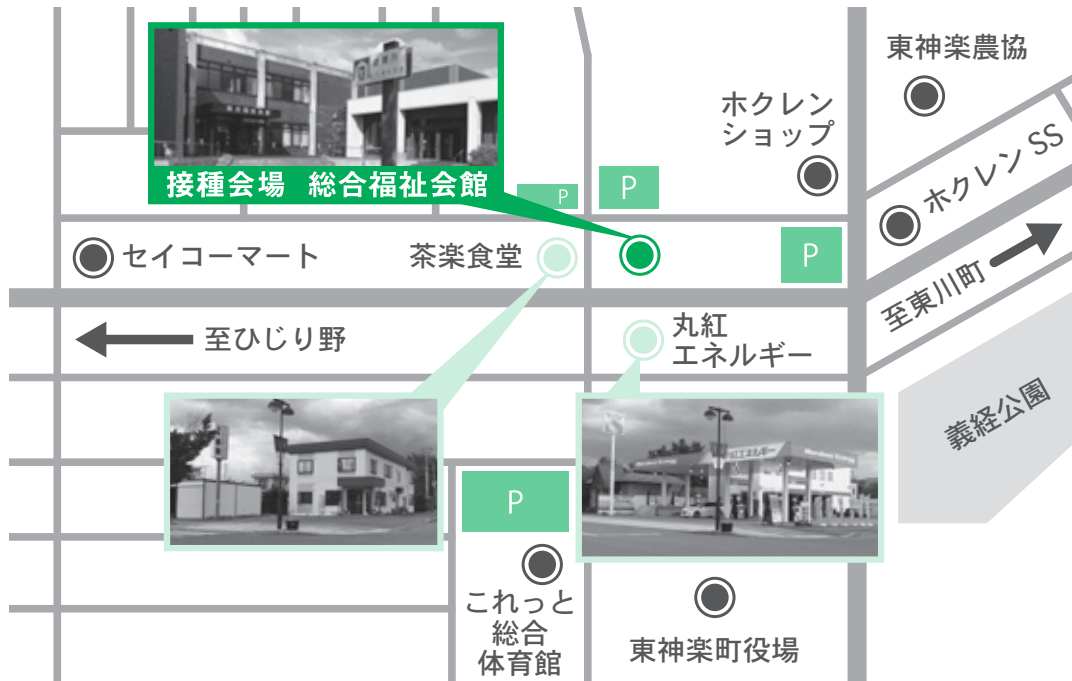 東神楽農協
ホクレン
ショップ
ホクレン SS
接種会場 総合福祉会館
P
P
P
セイコーマート
茶楽食堂
至東川町
至ひじり野
丸紅
エネルギー
義経公園
P
これっと
総合
体育館
東神楽町役場